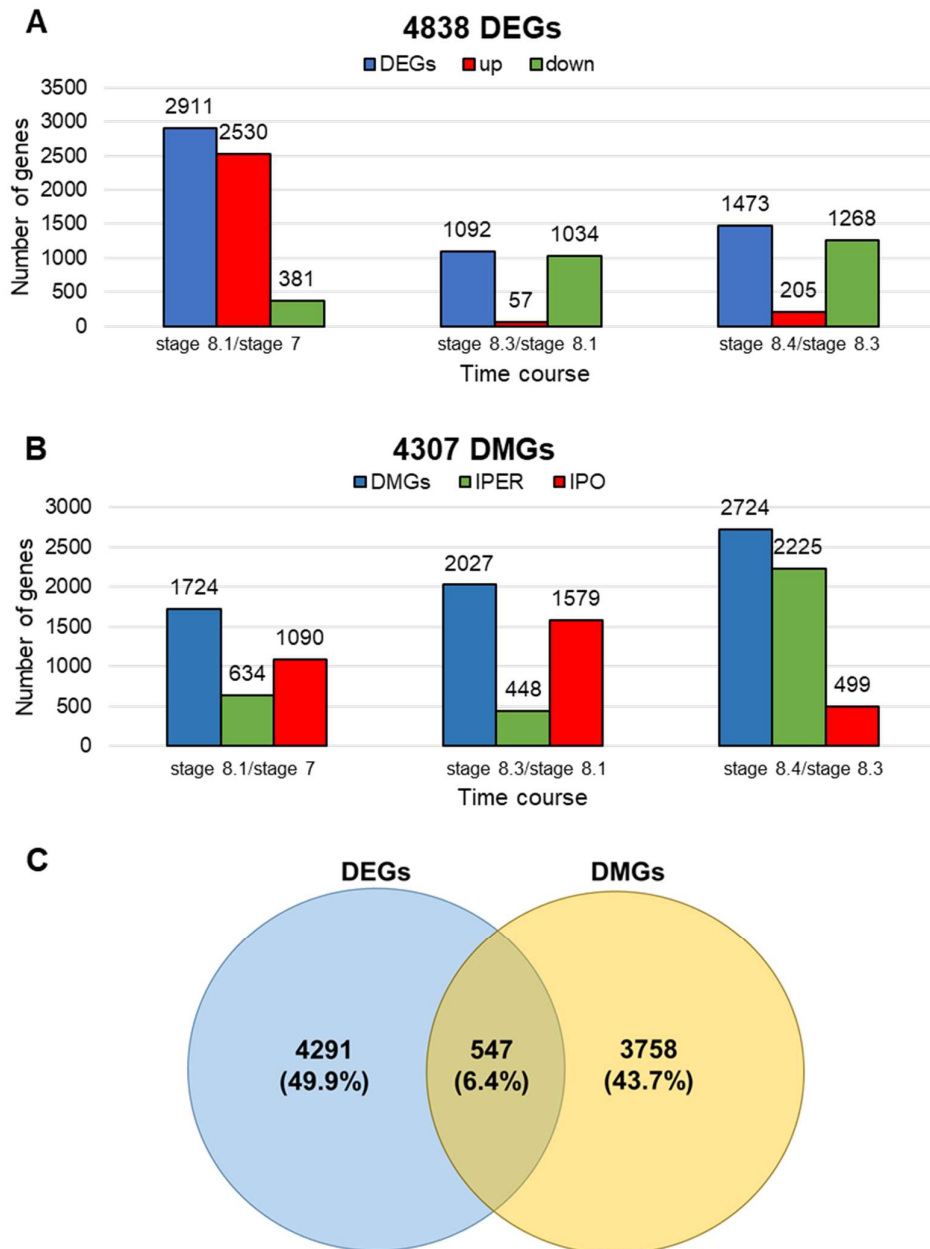 A
4838 DEGs
DEGs up down
3500
3000
2500
2000
1500
1000
500
0
Number of genes
2911
2530
381
1092
57
1034
1473
205
1268
stage 8.1/stage 7
stage 8.3/stage 8.1
stage 8.4/stage 8.3
Time course
B
4307 DMGs
DMGs IPER IPO
3000
2500
2000
1500
1000
500
0
Number of genes
1724
634
1090
2027
448
1579
2724
2225
499
stage 8.1/stage 7
stage 8.3/stage 8.1
stage 8.4/stage 8.3
Time course
C
DEGs
DMGs
4291
(49.9%)
547
(6.4%)
3758
(43.7%)